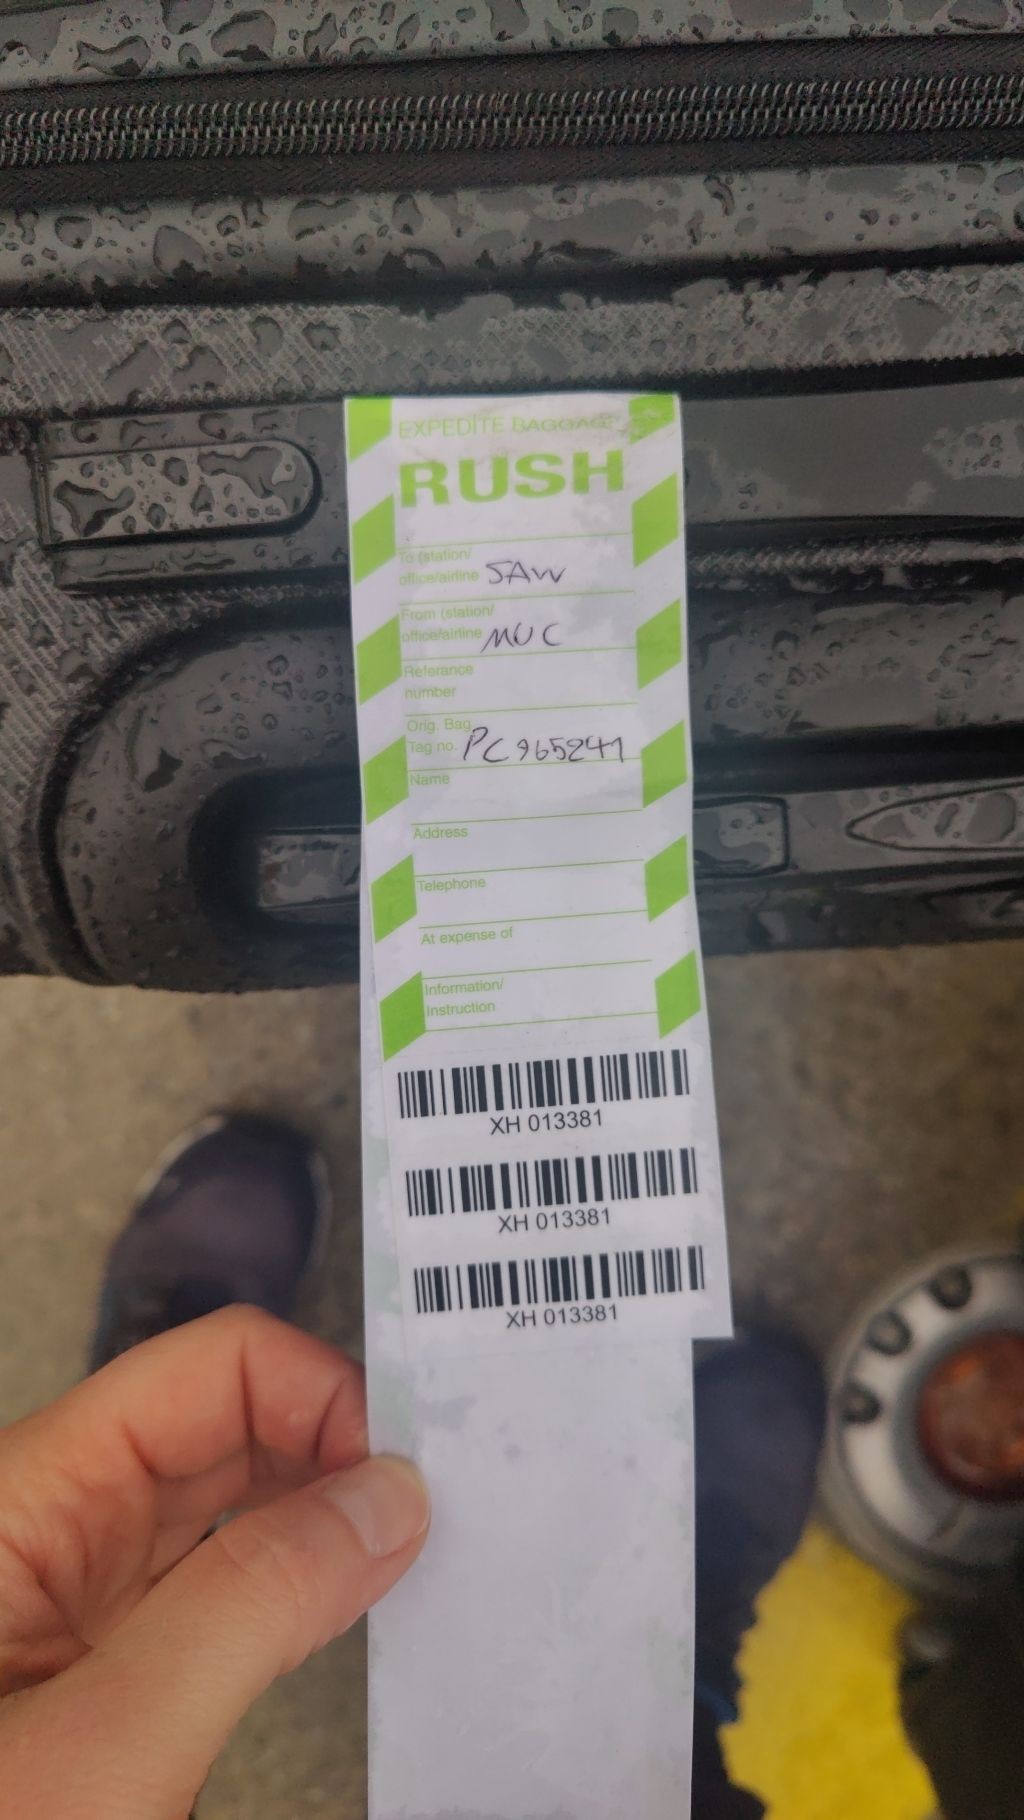 EXPEDITE BAGGAGE
RUSH
To (station/
office/airline SAW
From (station/
office/airline MUC
Referance
number
Orig. Bag
Tag no. PC965241
Name
Address
Telephone
At expense of
Information/
Instruction
XH 013381
XH 013381
XH 013381